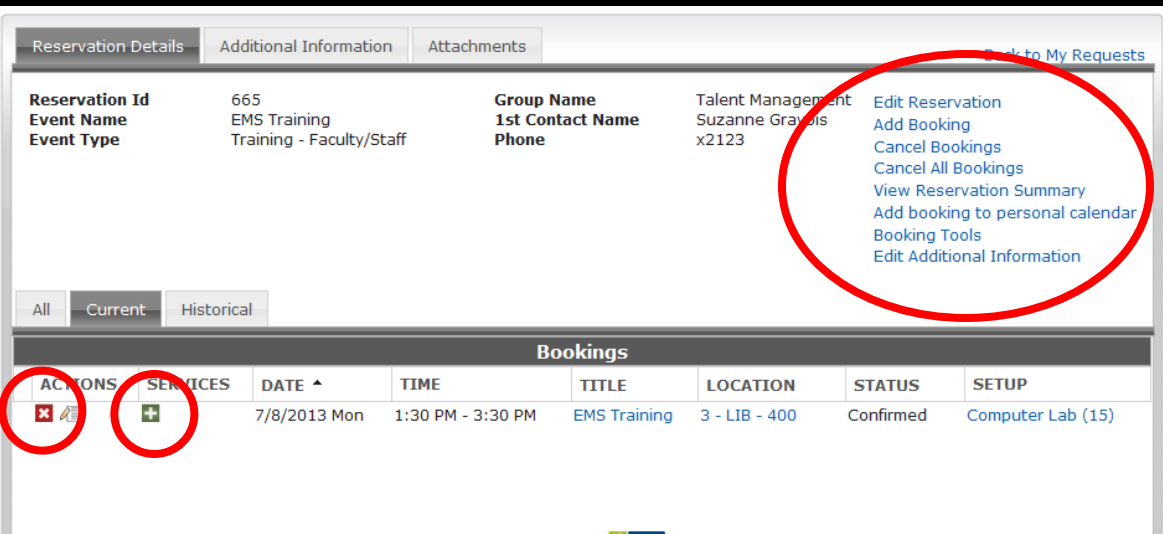 Reservation Details Additional Information Attachments
Back to My Requests
Reservation Id 665 Group Name Talent Management Edit Reservation
Event Name EMS Training 1st Contact Name Suzanne Gravois Add Booking
Event Type Training - Faculty/Staff Phone x2123 Cancel Bookings
Cancel All Bookings
View Reservation Summary
Add booking to personal calendar
Booking Tools
Edit Additional Information
All Current Historical
Bookings
ACTIONS SERVICES DATE TIME TITLE LOCATION STATUS SETUP
7/8/2013 Mon 1:30 PM - 3:30 PM EMS Training 3 - LIB - 400 Confirmed Computer Lab (15)